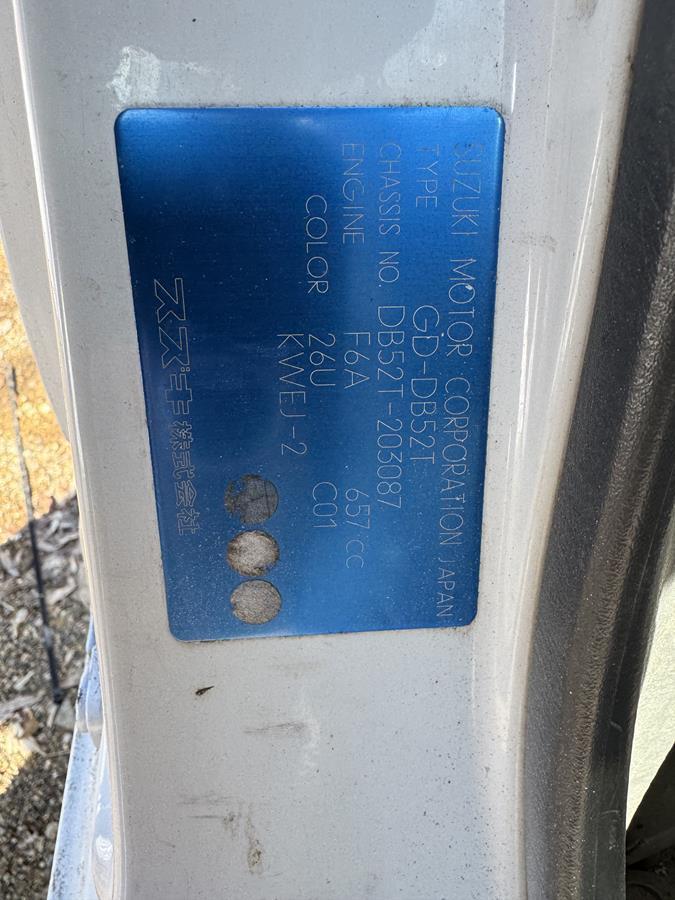 SUZUKI MOTOR CORPORATION JAPAN
TYPE GD-DB52T
CHASSIS NO. DB52T-203087
ENGINE F6A 657 CC
COLOR 26U C01
KWEJ-2
スズキ株式会社